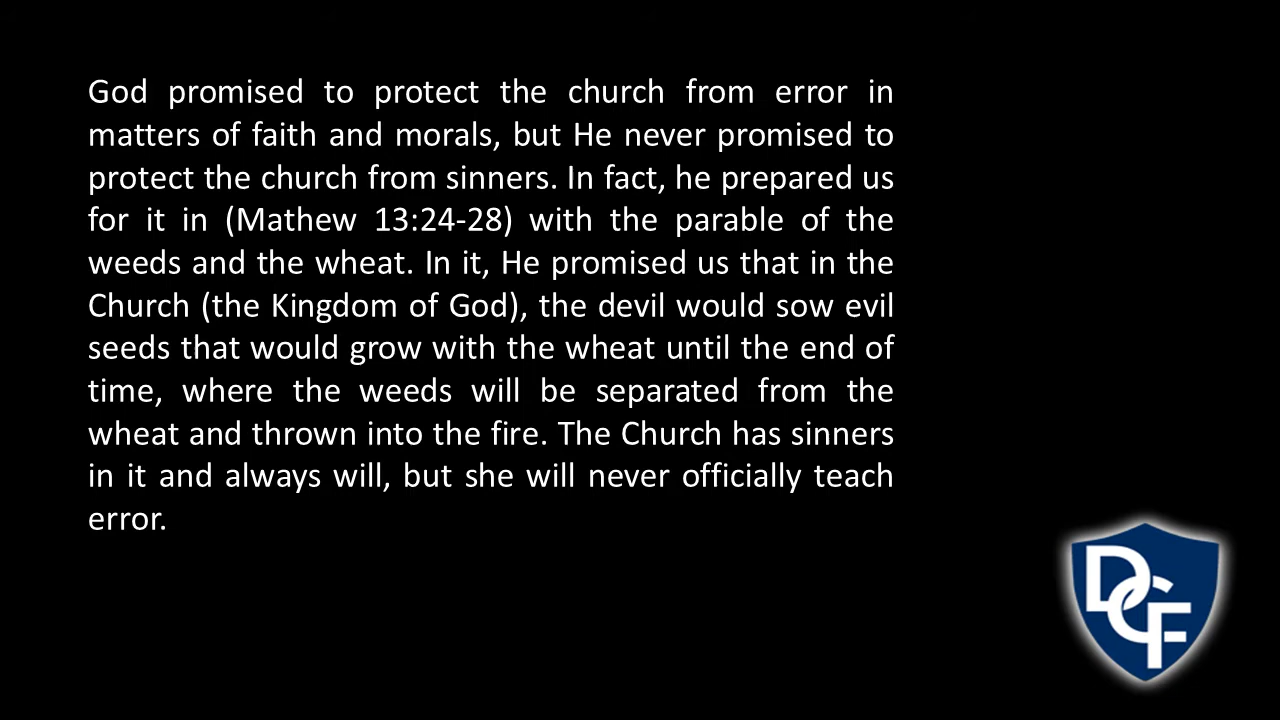 God promised to protect the church from error in
matters of faith and morals, but He never promised to
protect the church from sinners. In fact, he prepared us
for it in (Mathew 13:24-28) with the parable of the
weeds and the wheat. In it, He promised us that in the
Church (the Kingdom of God), the devil would sow evil
seeds that would grow with the wheat until the end of
time, where the weeds will be separated from the
wheat and thrown into the fire. The Church has sinners
in it and always will, but she will never officially teach
error.
DCF